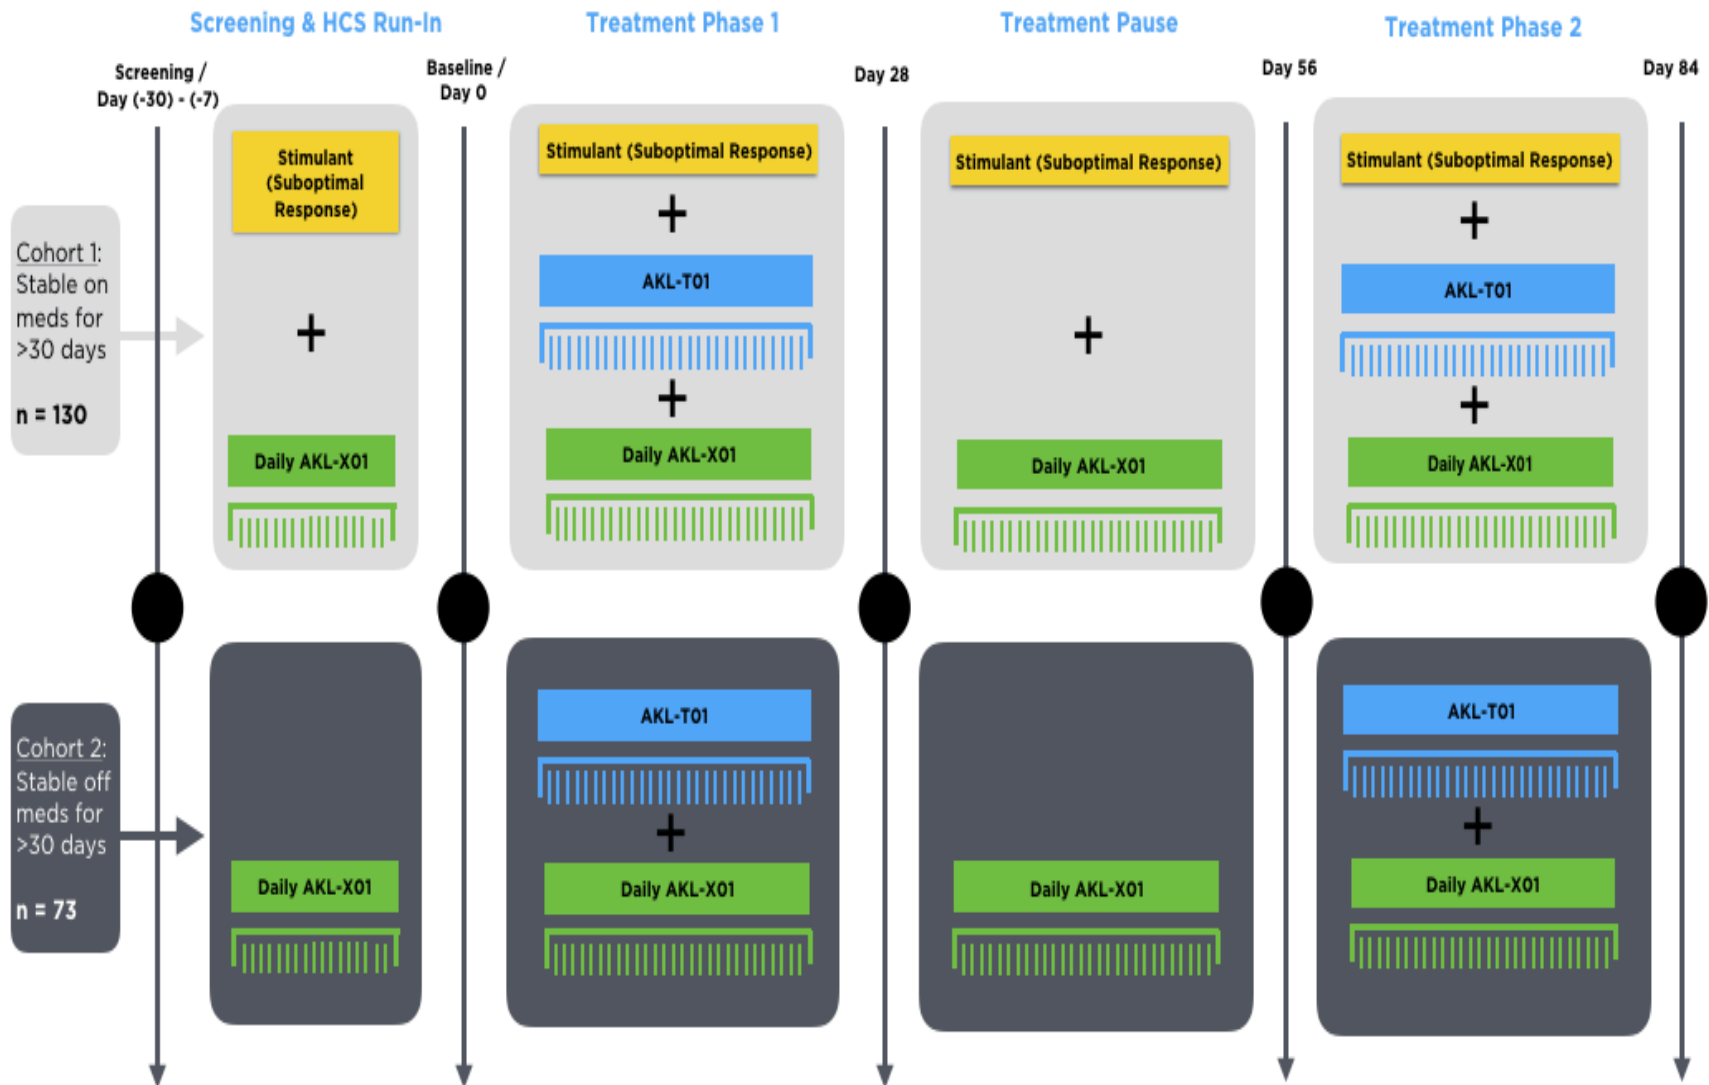 Screening & HCS Run-In
Treatment Phase 1
Treatment Pause
Treatment Phase 2
Screening /
Day (-30) - (-7)
Baseline /
Day 0
Day 28
Day 56
Day 84
Cohort 1:
Stable on
meds for
>30 days
n = 130
Stimulant
(Suboptimal
Response)
+
Daily AKL-X01
Stimulant (Suboptimal Response)
+
AKL-T01
+
Daily AKL-X01
Stimulant (Suboptimal Response)
+
Daily AKL-X01
Stimulant (Suboptimal Response)
+
AKL-T01
+
Daily AKL-X01
Cohort 2:
Stable off
meds for
>30 days
n = 73
Daily AKL-X01
AKL-T01
+
Daily AKL-X01
Daily AKL-X01
AKL-T01
+
Daily AKL-X01